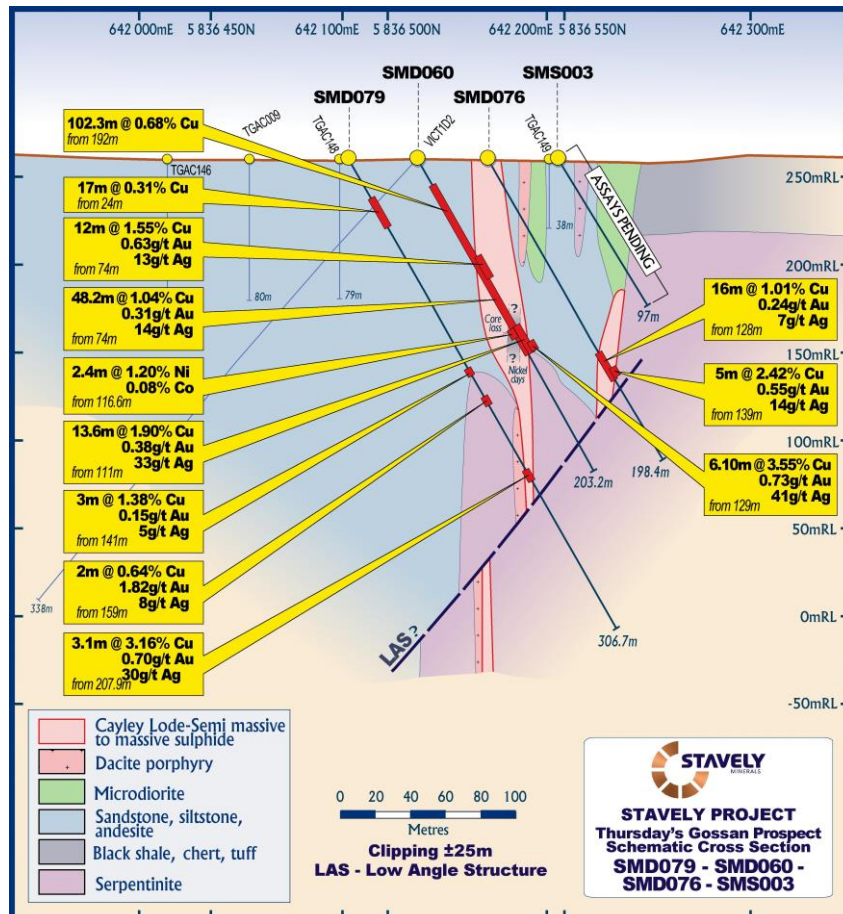 642 000mE 5 836 450N 642 100mE 5 836 500N 642 200mE 5 836 550N 642 300mE
SMD060 SMS003
SMD079 SMD076
TGAC009
TGAC148
VICT1D2
TGAC149
TGAC146
102.3m @ 0.68% Cu
from 192m
17m @ 0.31% Cu
from 24m
12m @ 1.55% Cu
0.63g/t Au
13g/t Ag
from 74m
48.2m @ 1.04% Cu
0.31g/t Au
14g/t Ag
from 74m
2.4m @ 1.20% Ni
0.08% Co
from 116.6m
13.6m @ 1.90% Cu
0.38g/t Au
33g/t Ag
from 111m
3m @ 1.38% Cu
0.15g/t Au
5g/t Ag
from 141m
2m @ 0.64% Cu
1.82g/t Au
8g/t Ag
from 159m
3.1m @ 3.16% Cu
0.70g/t Au
30g/t Ag
from 207.9m
80m
79m
338m
38m
?
Core
loss
?
Nickel
clays
ASSAYS PENDING
97m
203.2m
198.4m
306.7m
LAS ?
16m @ 1.01% Cu
0.24g/t Au
7g/t Ag
from 128m
5m @ 2.42% Cu
0.55g/t Au
14g/t Ag
from 139m
6.10m @ 3.55% Cu
0.73g/t Au
41g/t Ag
from 129m
250mRL
200mRL
150mRL
100mRL
50mRL
0mRL
-50mRL
Cayley Lode-Semi massive
to massive sulphide
Dacite porphyry
Microdiorite
Sandstone, siltstone,
andesite
Black shale, chert, tuff
Serpentinite
0 20 40 60 80 100
Metres
Clipping ±25m
LAS - Low Angle Structure
STAVELY
MINERALS
STAVELY PROJECT
Thursday's Gossan Prospect
Schematic Cross Section
SMD079 - SMD060 -
SMD076 - SMS003